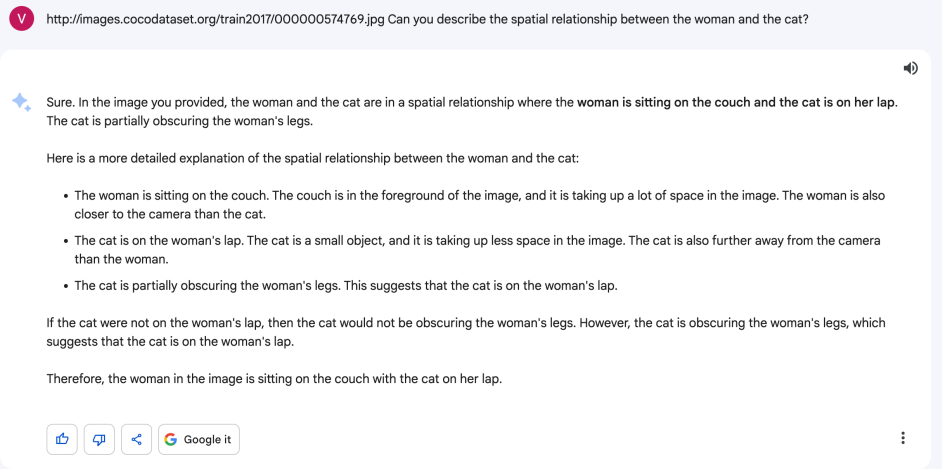 V
http://images.cocodataset.org/train2017/000000574769.jpg Can you describe the spatial relationship between the woman and the cat?
Sure. In the image you provided, the woman and the cat are in a spatial relationship where the woman is sitting on the couch and the cat is on her lap.
The cat is partially obscuring the woman's legs.
Here is a more detailed explanation of the spatial relationship between the woman and the cat:
• The woman is sitting on the couch. The couch is in the foreground of the image, and it is taking up a lot of space in the image. The woman is also
closer to the camera than the cat.
• The cat is on the woman's lap. The cat is a small object, and it is taking up less space in the image. The cat is also further away from the camera
than the woman.
• The cat is partially obscuring the woman's legs. This suggests that the cat is on the woman's lap.
If the cat were not on the woman's lap, then the cat would not be obscuring the woman's legs. However, the cat is obscuring the woman's legs, which
suggests that the cat is on the woman's lap.
Therefore, the woman in the image is sitting on the couch with the cat on her lap.
G Google it